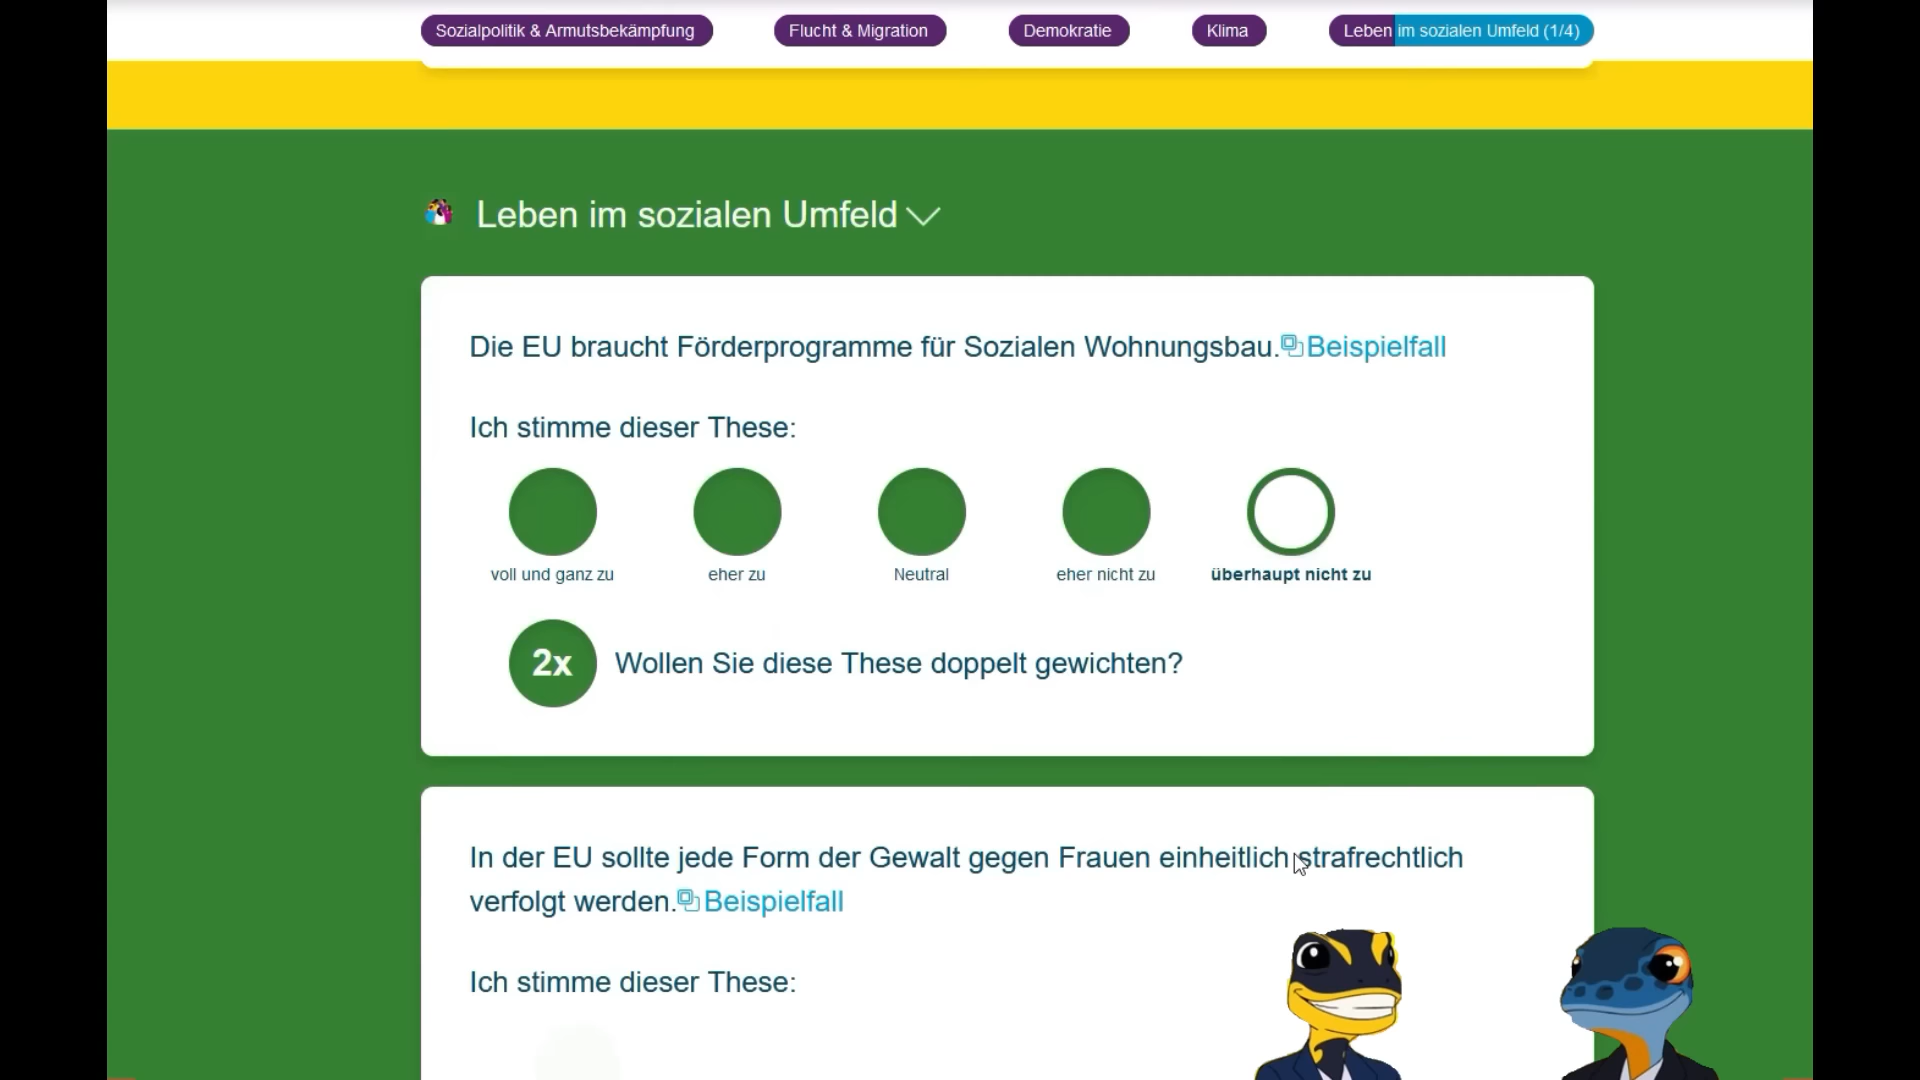 Sozialpolitik & Armutsbekämpfung
Flucht & Migration
Demokratie
Klima
Leben im sozialen Umfeld (1/4)
Leben im sozialen Umfeld
Die EU braucht Förderprogramme für Sozialen Wohnungsbau. Beispielfall
Ich stimme dieser These:
voll und ganz zu
eher zu
Neutral
eher nicht zu
überhaupt nicht zu
2x Wollen Sie diese These doppelt gewichten?
In der EU sollte jede Form der Gewalt gegen Frauen einheitlich strafrechtlich
verfolgt werden. Beispielfall
Ich stimme dieser These: